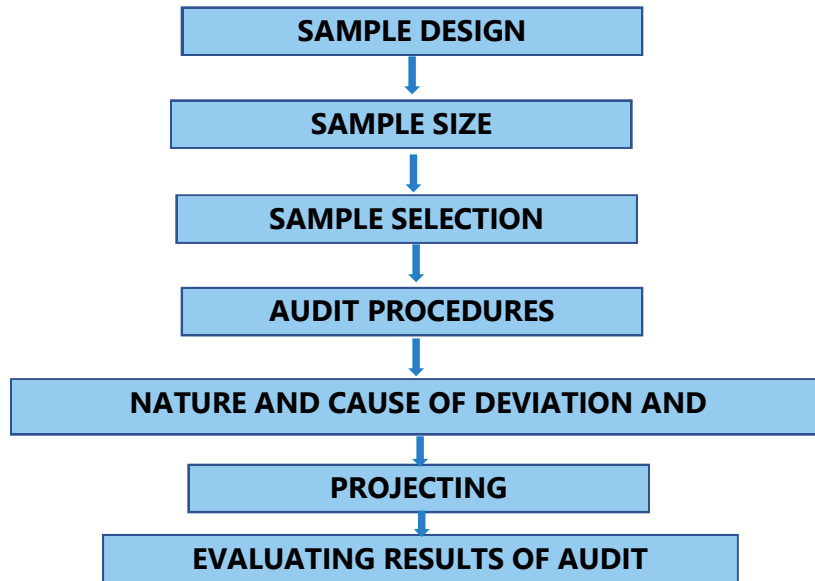 SAMPLE DESIGN
SAMPLE SIZE
SAMPLE SELECTION
AUDIT PROCEDURES
NATURE AND CAUSE OF DEVIATION AND
PROJECTING
EVALUATING RESULTS OF AUDIT